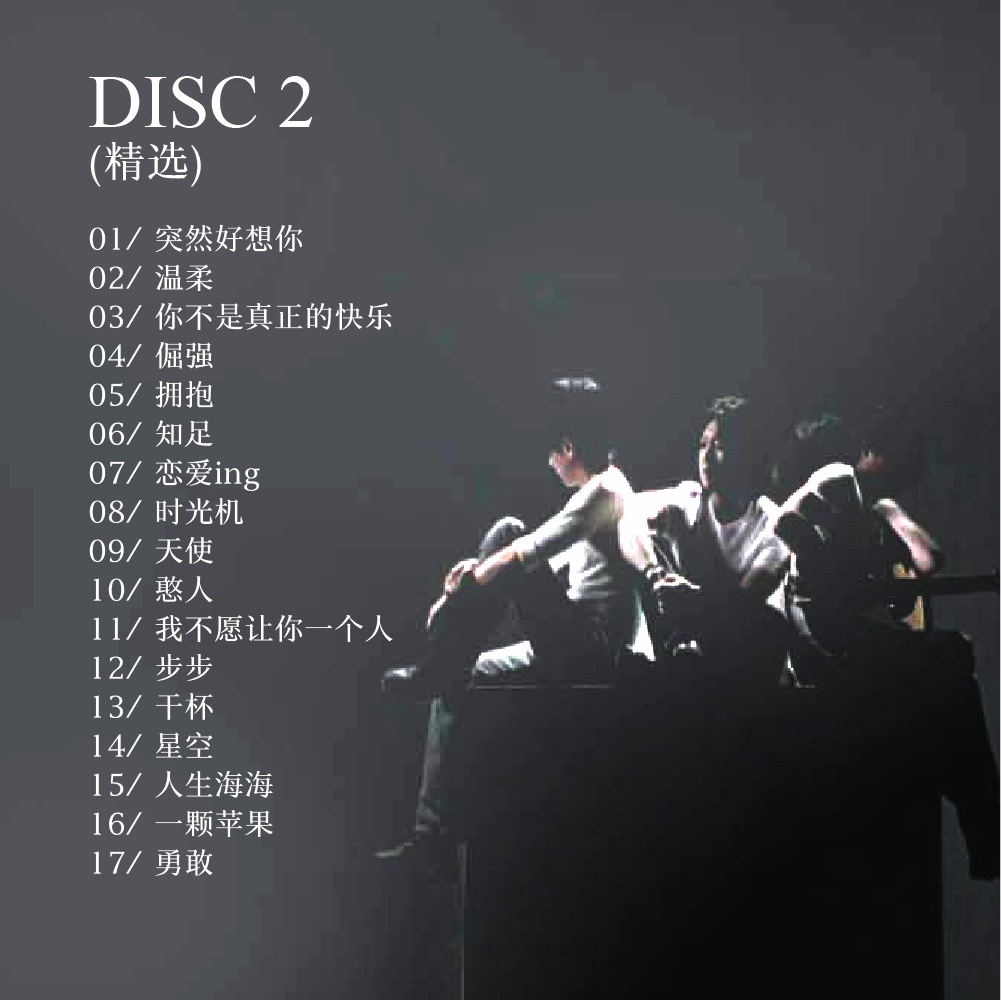 DISC 2
(精选)
01/ 突然好想你
02/ 温柔
03/ 你不是真正的快乐
04/ 倔强
05/ 拥抱
06/ 知足
07/ 恋爱ing
08/ 时光机
09/ 天使
10/ 憨人
11/ 我不愿让你一个人
12/ 步步
13/ 干杯
14/ 星空
15/ 人生海海
16/ 一颗苹果
17/ 勇敢